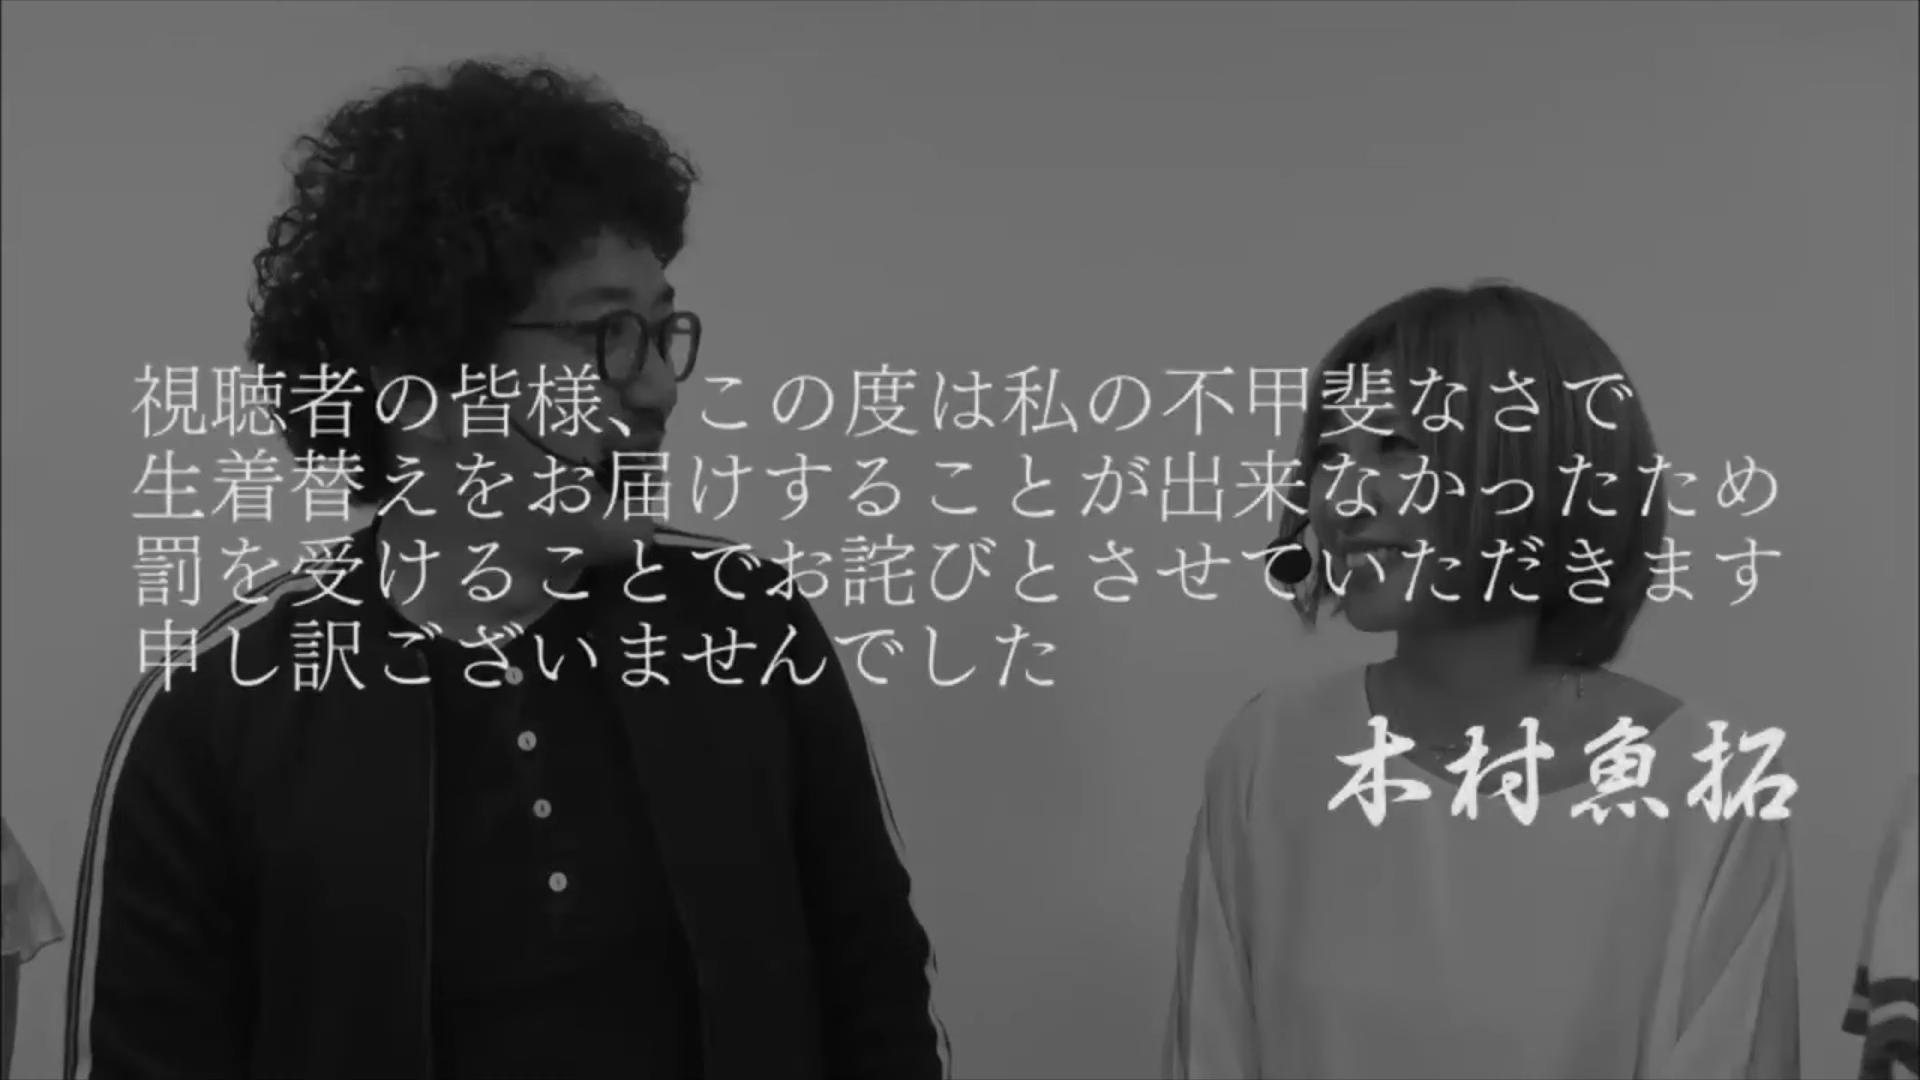 視聴者の皆様、この度は私の不甲斐なさで
生着替えをお届けすることが出来なかったため
罰を受けることでお詫びとさせていただきます
申し訳ございませんでした
木村魚拓